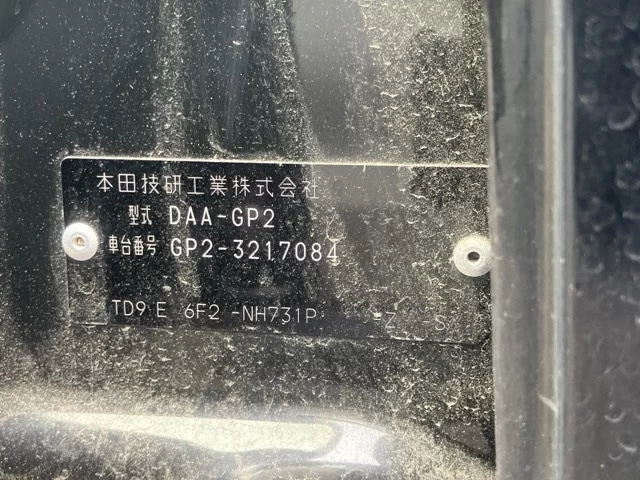 本田技研工業株式会社
型式 DAA-GP2
車台番号 GP2-3217084
TD9 E 6F2 -NH731P -Z S